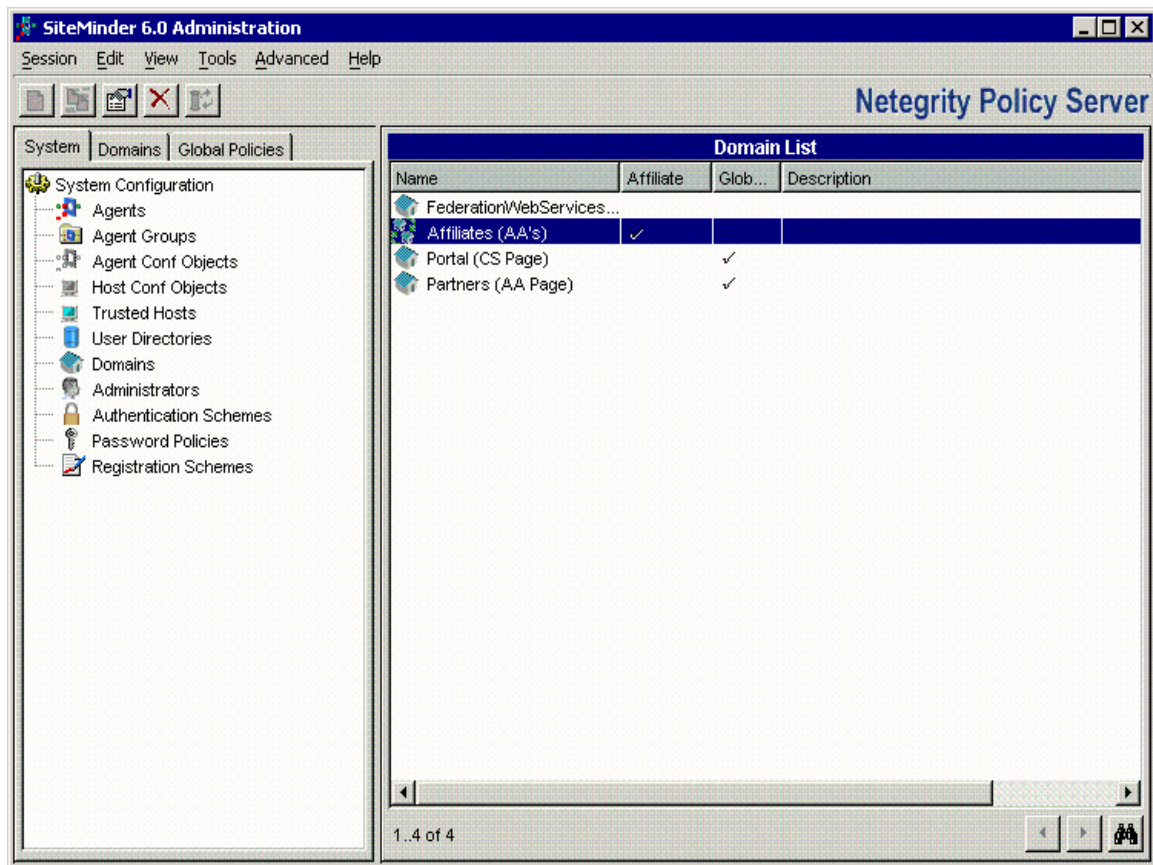 SiteMinder 6.0 Administration
Session Edit View Tools Advanced Help
Netegrity Policy Server
System Domains Global Policies
System Configuration
Agents
Agent Groups
Agent Conf Objects
Host Conf Objects
Trusted Hosts
User Directories
Domains
Administrators
Authentication Schemes
Password Policies
Registration Schemes
Domain List
Name Affiliate Glob... Description
FederationWebServices...
Affiliates (AA's)
Portal (CS Page)
Partners (AA Page)
1..4 of 4